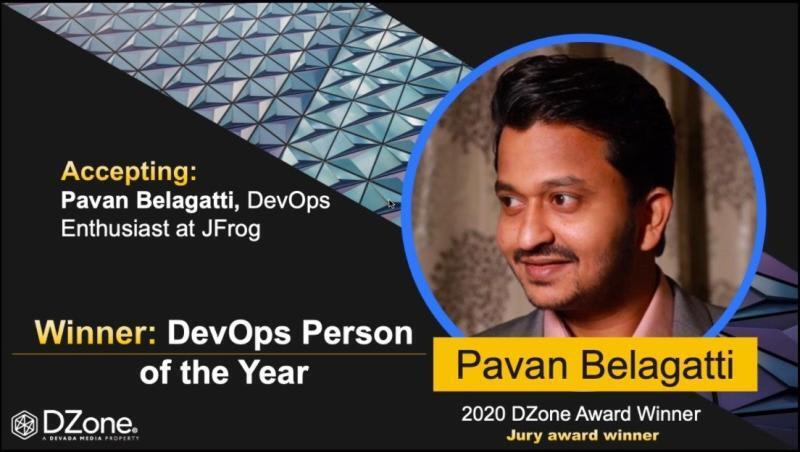 Accepting:
Pavan Belagatti, DevOps
Enthusiast at JFrog
Winner: DevOps Person
of the Year
Pavan Belagatti
2020 DZone Award Winner
Jury award winner
DZone.
A DEVADA MEDIA PROPERTY